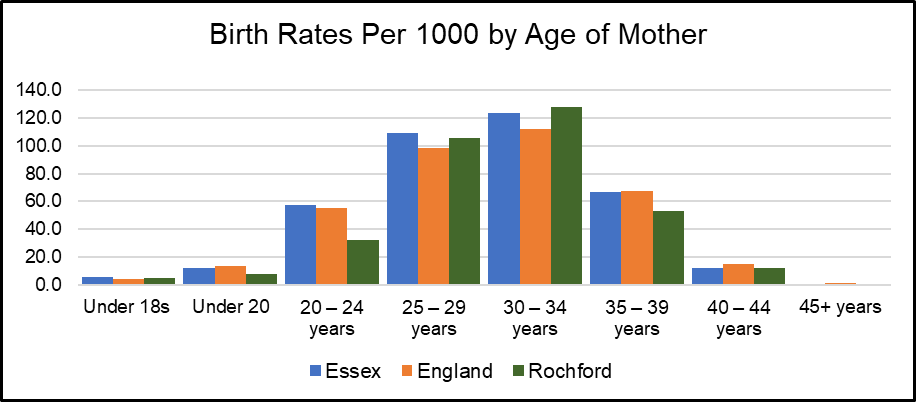 Birth Rates Per 1000 by Age of Mother
140.0
120.0
100.0
80.0
60.0
40.0
20.0
0.0
Under 18s
Under 20
20 – 24
years
25 – 29
years
30 – 34
years
35 – 39
years
40 – 44
years
45+ years
Essex
England
Rochford